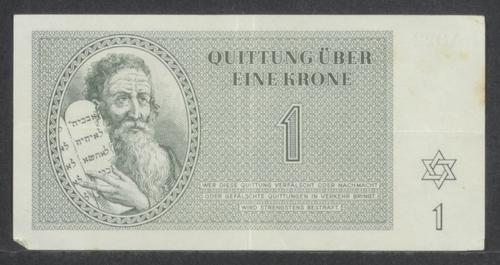 QUITTUNG ÜBER
EINE KRONE
1
WER DIESE QUITTUNG VERFÄLSCHT ODER NACHMACHT
ODER GEFÄLSCHTE QUITTUNGEN IN VERKEHR BRINGT,
WIRD STRENGSTENS BESTRAFT.
1